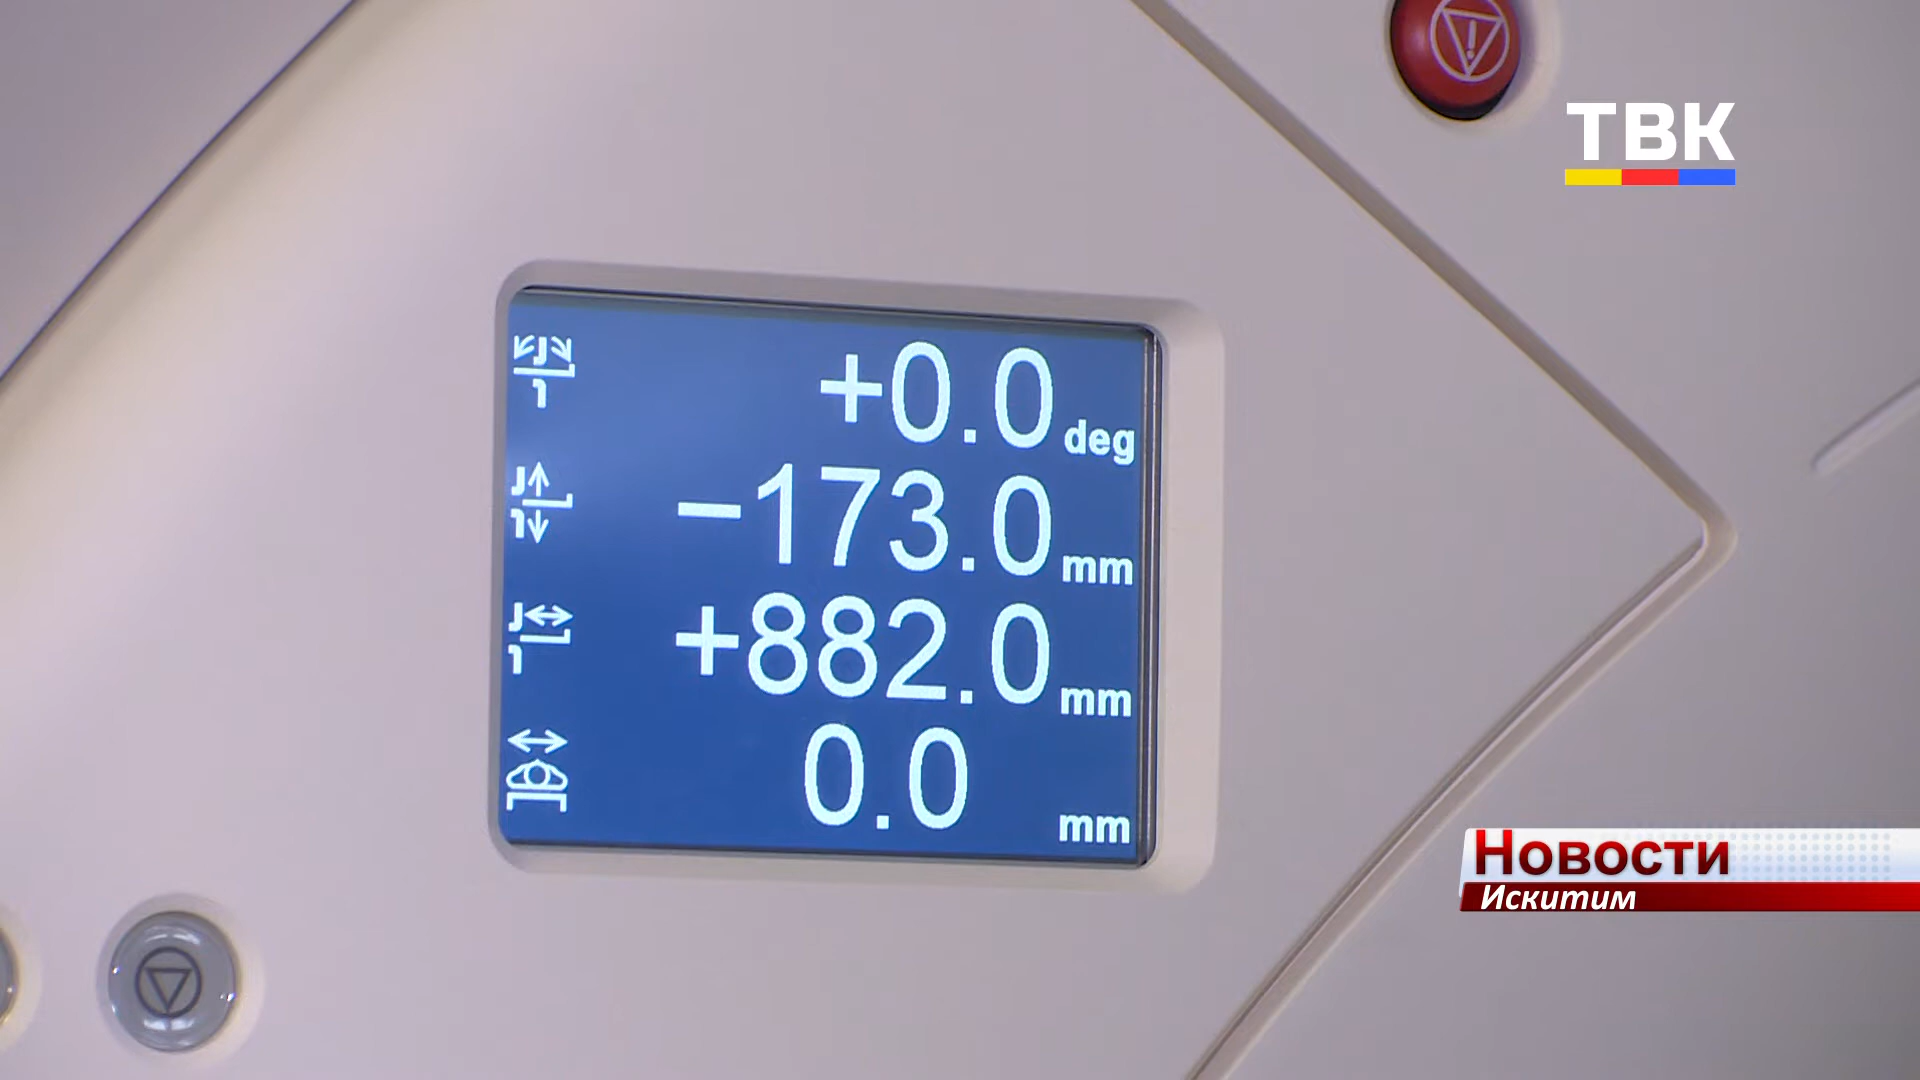 ТВК
+0.0 deg
−173.0 mm
+882.0 mm
0.0 mm
Новости
Искитим